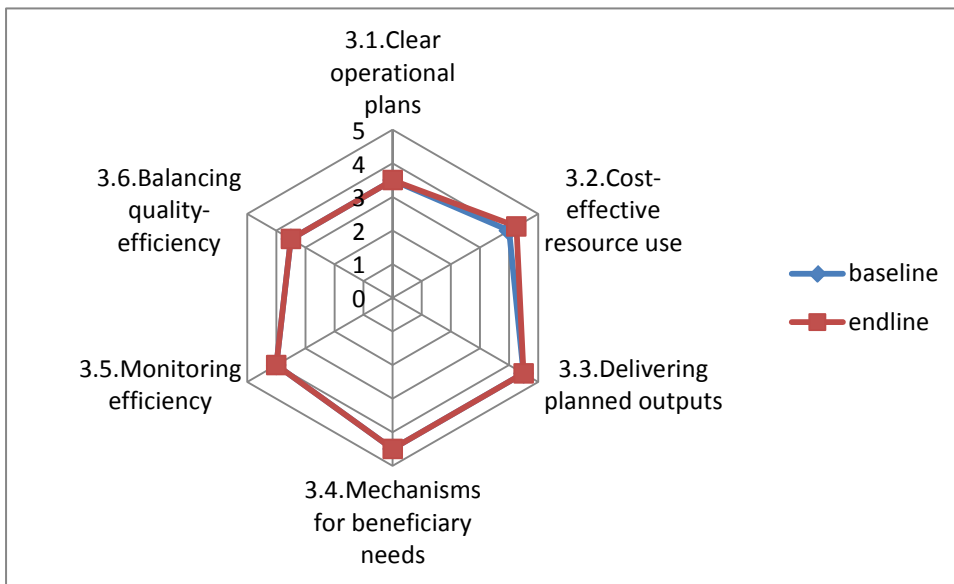 3.1.Clear
operational
plans
5
4
3
2
1
0
3.2.Cost-
effective
resource use
3.3.Delivering
planned outputs
3.4.Mechanisms
for beneficiary
needs
3.5.Monitoring
efficiency
3.6.Balancing
quality-
efficiency
baseline
endline